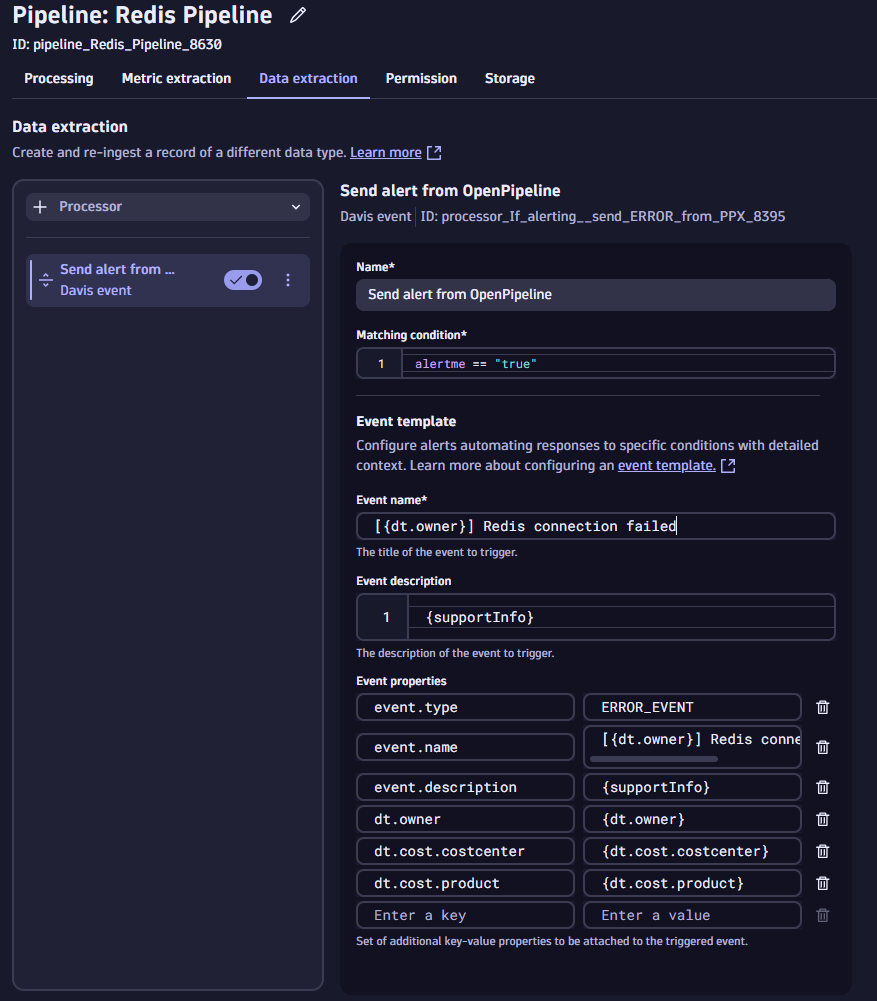 Pipeline: Redis Pipeline
ID: pipeline_Redis_Pipeline_8630
Processing Metric extraction Data extraction Permission Storage
Data extraction
Create and re-ingest a record of a different data type. Learn more
Processor
Send alert from ...
Davis event
Send alert from OpenPipeline
Davis event ID: processor_If_alerting__send_ERROR_from_PPX_8395
Name*
Send alert from OpenPipeline
Matching condition*
1 alertme == "true"
Event template
Configure alerts automating responses to specific conditions with detailed
context. Learn more about configuring an event template.
Event name*
[{dt.owner}] Redis connection failed
The title of the event to trigger.
Event description
1 {supportInfo}
The description of the event to trigger.
Event properties
event.type ERROR_EVENT
event.name [{dt.owner}] Redis conne
event.description {supportInfo}
dt.owner {dt.owner}
dt.cost.costcenter {dt.cost.costcenter}
dt.cost.product {dt.cost.product}
Enter a key Enter a value
Set of additional key-value properties to be attached to the triggered event.